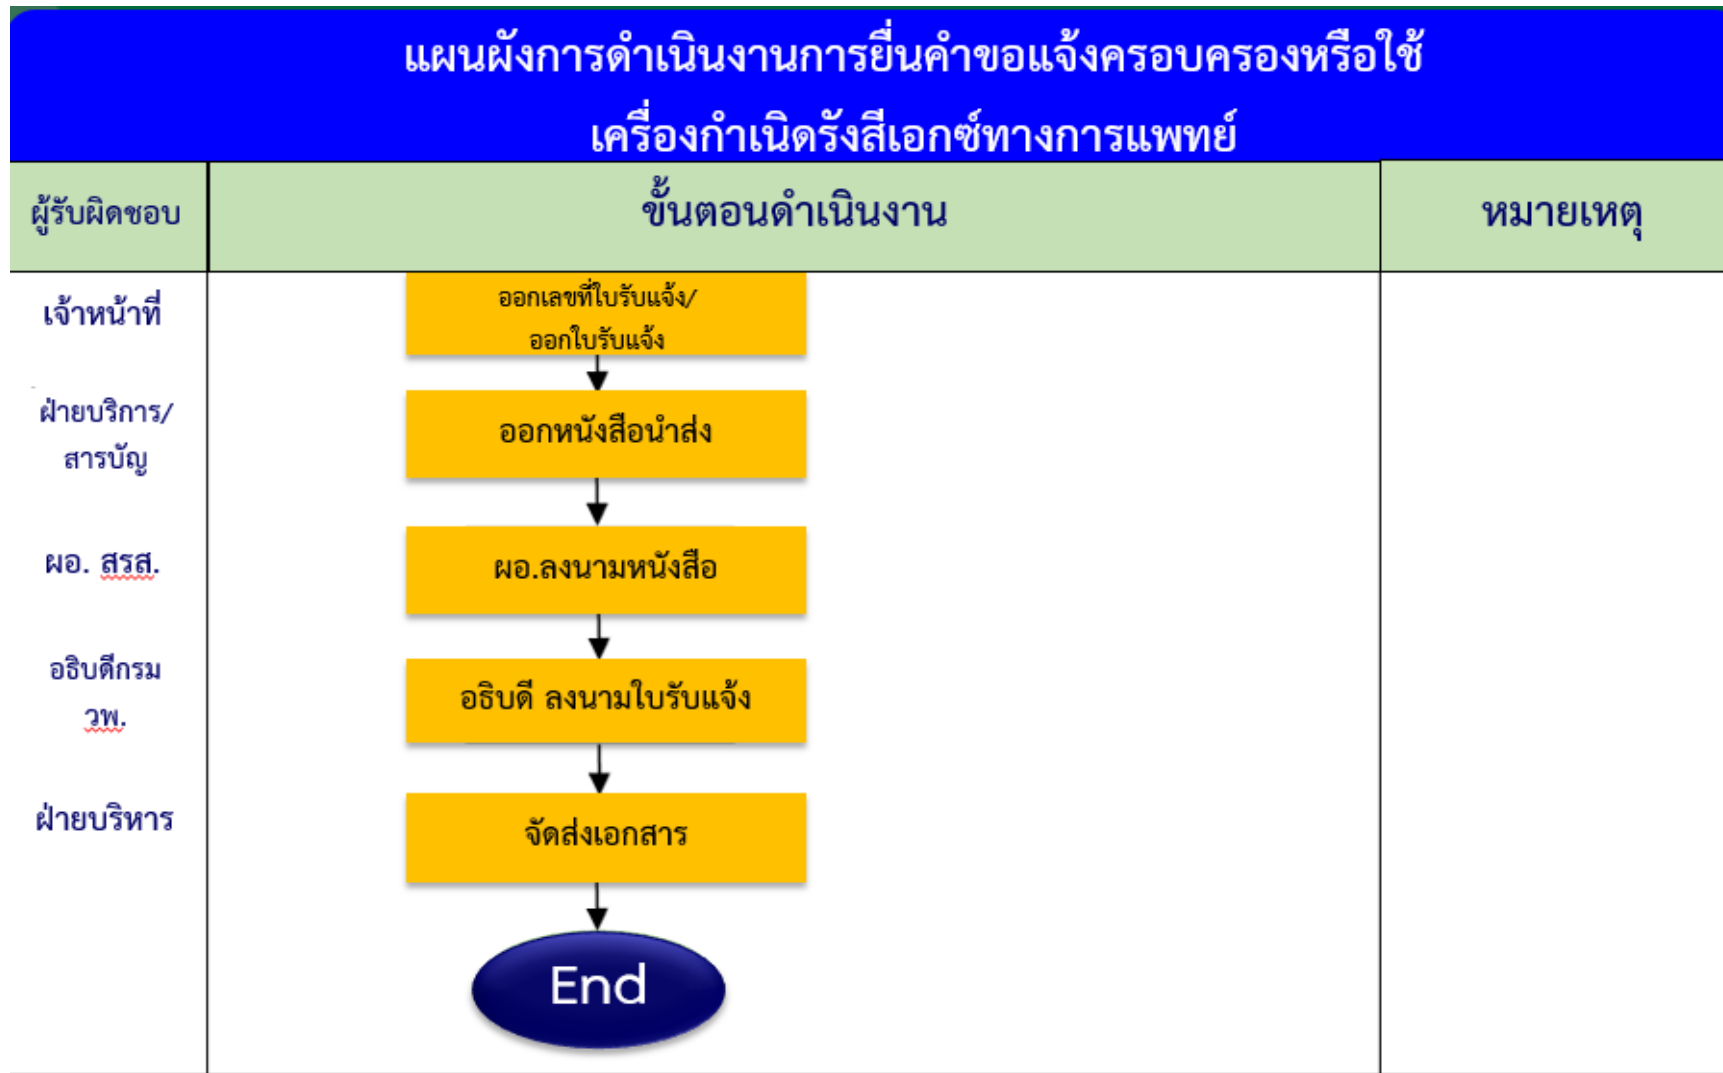 แผนผังการดำเนินงานการยื่นคำขอแจ้งครอบครองหรือใช้
เครื่องกำเนิดรังสีเอกซ์ทางการแพทย์
ผู้รับผิดชอบ
ขั้นตอนดำเนินงาน
หมายเหตุ
เจ้าหน้าที่
ออกเลขที่ใบรับแจ้ง/
ออกใบรับแจ้ง
ฝ่ายบริการ/
สารบัญ
ออกหนังสือนำส่ง
ผอ. สรส.
ผอ.ลงนามหนังสือ
อธิบดีกรม
วพ.
อธิบดี ลงนามใบรับแจ้ง
ฝ่ายบริหาร
จัดส่งเอกสาร
End